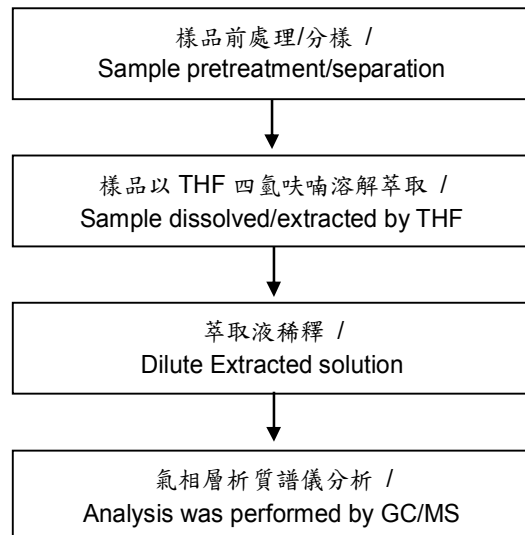 樣品前處理/分樣 /
Sample pretreatment/separation
樣品以 THF 四氫呋喃溶解萃取 /
Sample dissolved/extracted by THF
萃取液稀釋 /
Dilute Extracted solution
氣相層析質譜儀分析 /
Analysis was performed by GC/MS